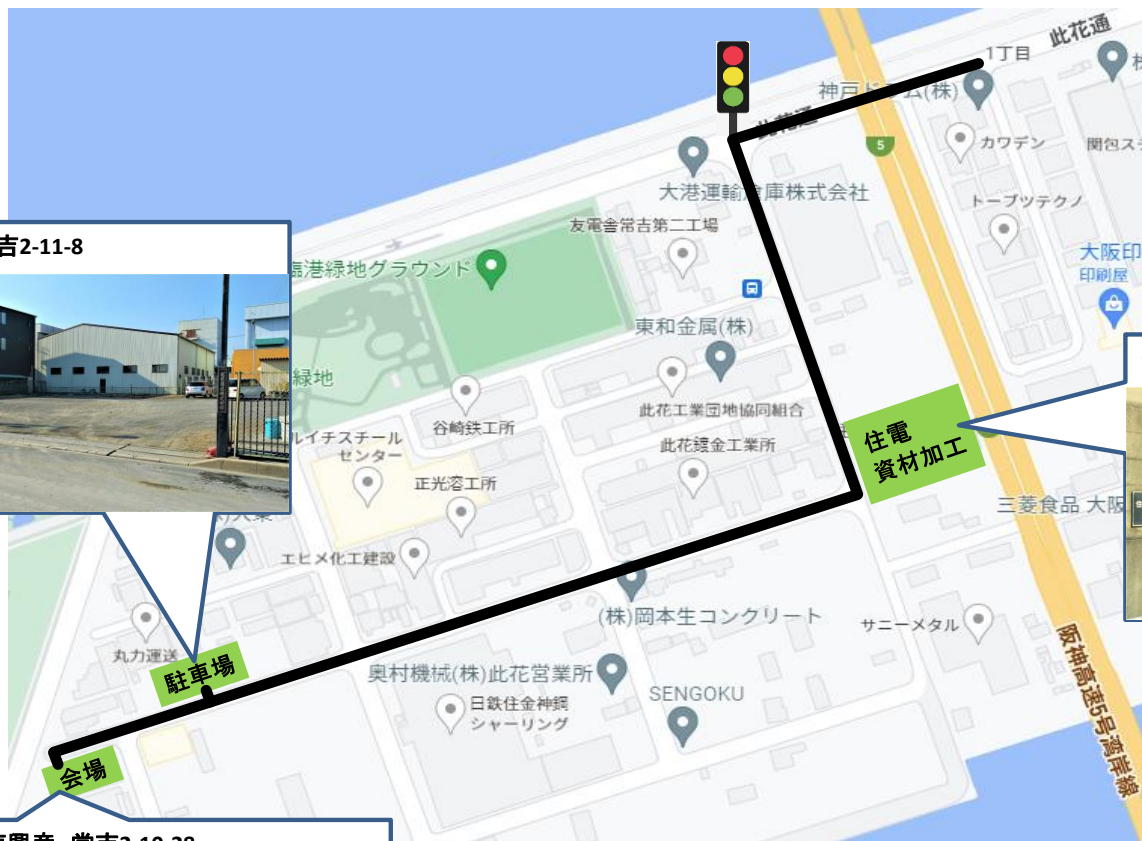 此花通
1丁目
神戸ドラム(株)
此花通
カワデン
関包ス
5
大港運輸倉庫株式会社
トーブツテクノ
友電舎常吉第二工場
吉2-11-8
臨港緑地グラウンド
大阪印
印刷屋
東和金属(株)
緑地
此花工業団地協同組合
谷崎鉄工所
住電
資材加工
ルイチスチール
センター
此花鍍金工業所
正光溶工所
三菱食品 大阪
エヒメ化工建設
(株)岡本生コンクリート
サニーメタル
丸力運送
駐車場
奥村機械(株)此花営業所
日鉄住金神鋼
シャーリング
SENGOKU
阪神高速5号湾岸線
会場